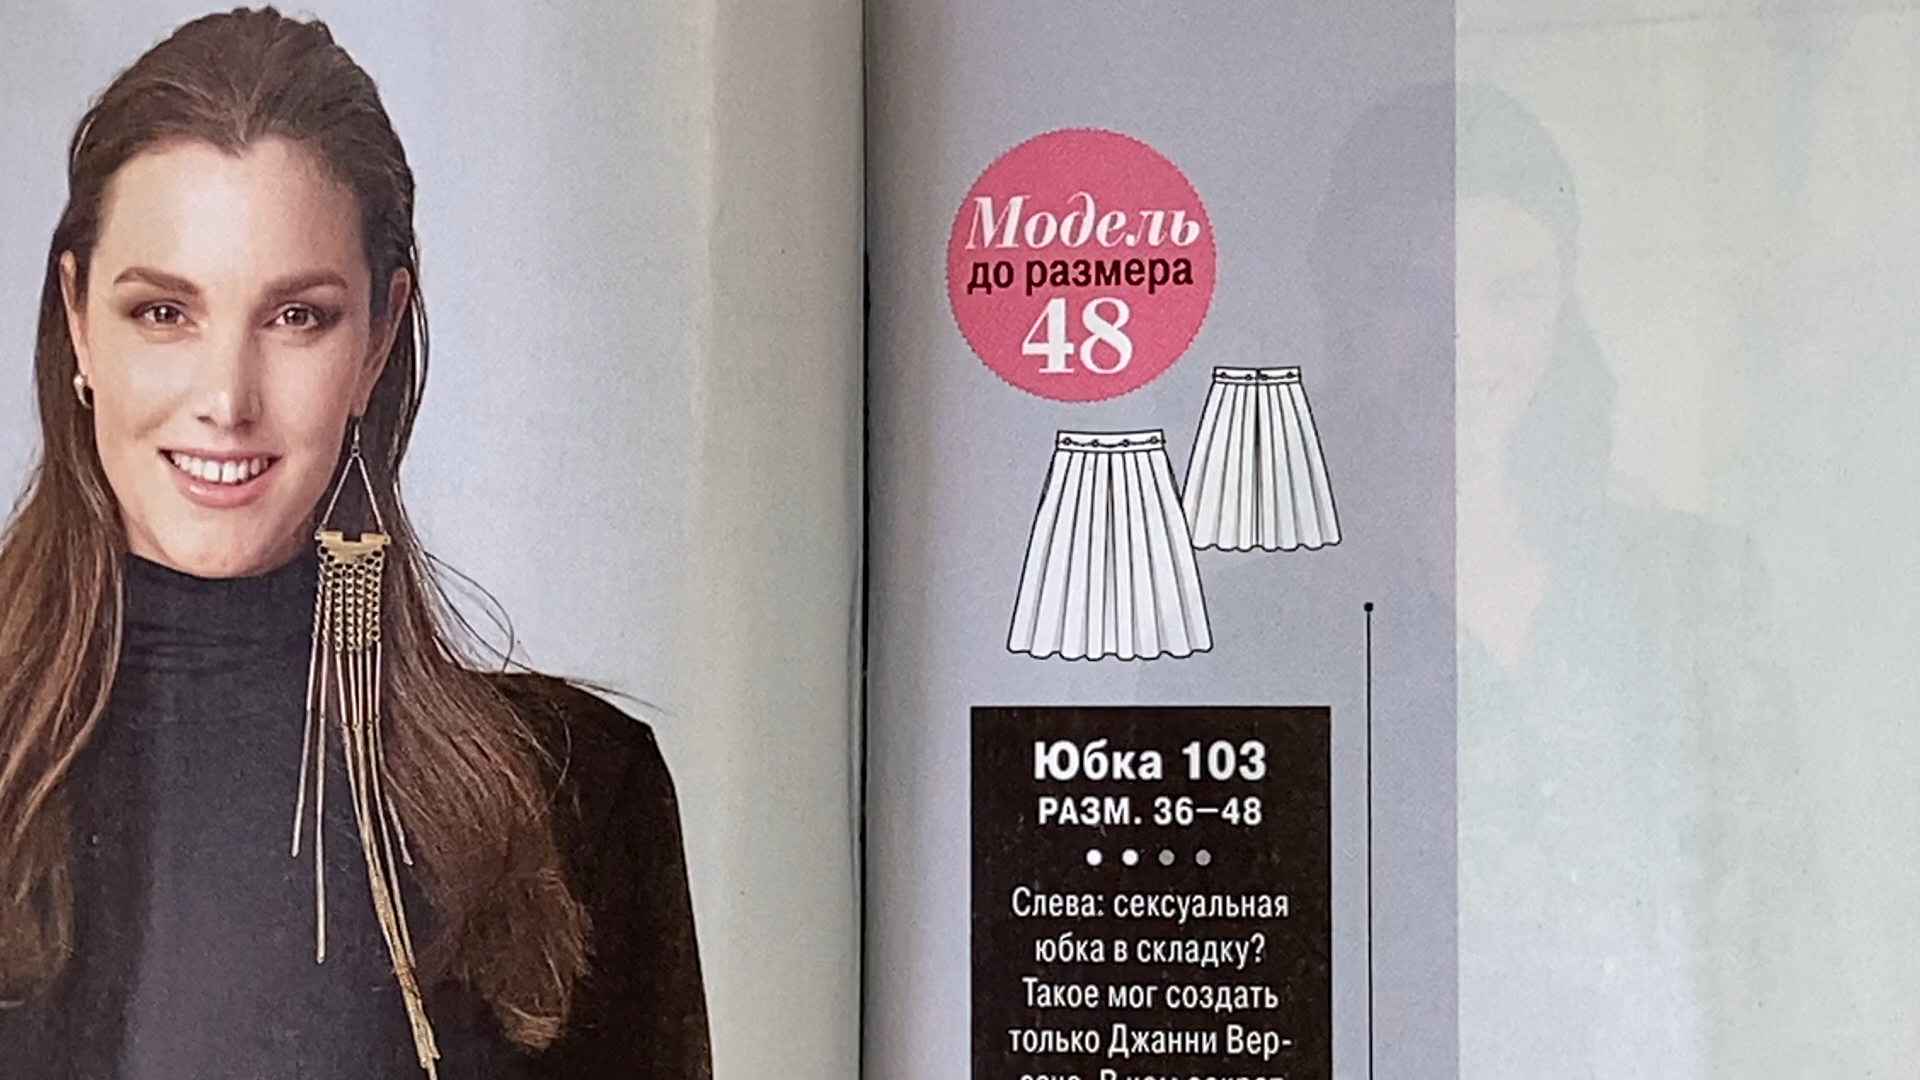 Модель
до размера
48
Юбка 103
РАЗМ. 36–48
Слева: сексуальная
юбка в складку?
Такое мог создать
только Джанни Вер-